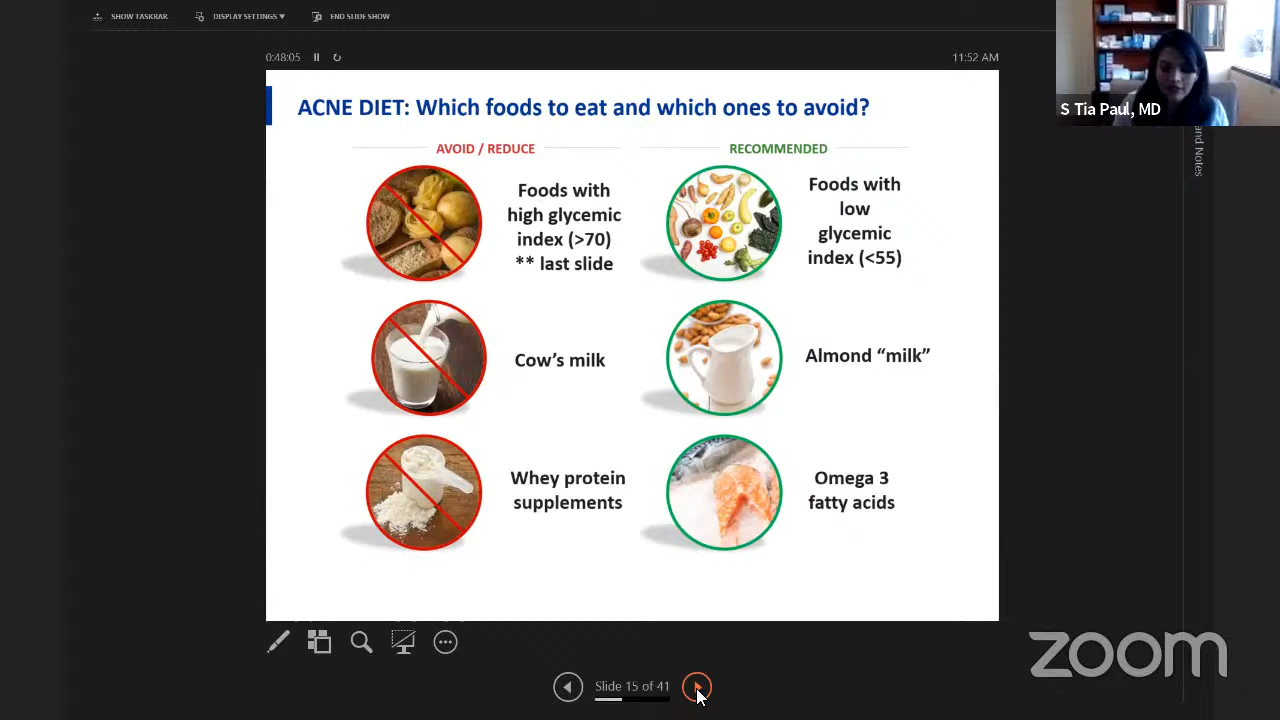 SHOW TASKBAR
DISPLAY SETTINGS ▼
END SLIDE SHOW
0:48:05
11:52 AM
S Tia Paul, MD
and Notes
ACNE DIET: Which foods to eat and which ones to avoid?
AVOID / REDUCE
Foods with
high glycemic
index (>70)
** last slide
Cow’s milk
Whey protein
supplements
RECOMMENDED
Foods with
low
glycemic
index (<55)
Almond “milk”
Omega 3
fatty acids
Slide 15 of 41
zoom